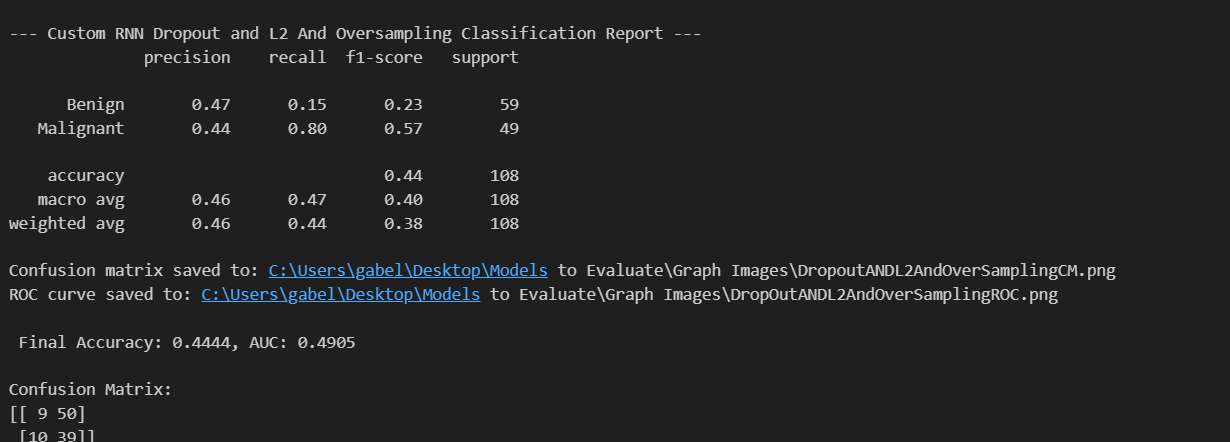 --- Custom RNN Dropout and L2 And Oversampling Classification Report ---
precision recall f1-score support
Benign 0.47 0.15 0.23 59
Malignant 0.44 0.80 0.57 49
accuracy 0.44 108
macro avg 0.46 0.47 0.40 108
weighted avg 0.46 0.44 0.38 108
Confusion matrix saved to: C:\Users\gabel\Desktop\Models to Evaluate\Graph Images\DropoutANDL2AndOverSamplingCM.png
ROC curve saved to: C:\Users\gabel\Desktop\Models to Evaluate\Graph Images\DropOutANDL2AndOverSamplingROC.png
Final Accuracy: 0.4444, AUC: 0.4905
Confusion Matrix:
[[ 9 50]
[10 39]]